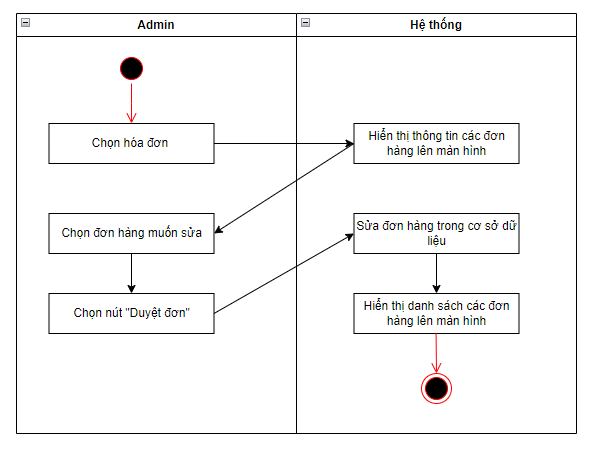 Admin
Hệ thống
Chọn hóa đơn
Hiển thị thông tin các đơn
hàng lên màn hình
Chọn đơn hàng muốn sửa
Sửa đơn hàng trong cơ sở dữ
liệu
Chọn nút "Duyệt đơn"
Hiển thị danh sách các đơn
hàng lên màn hình